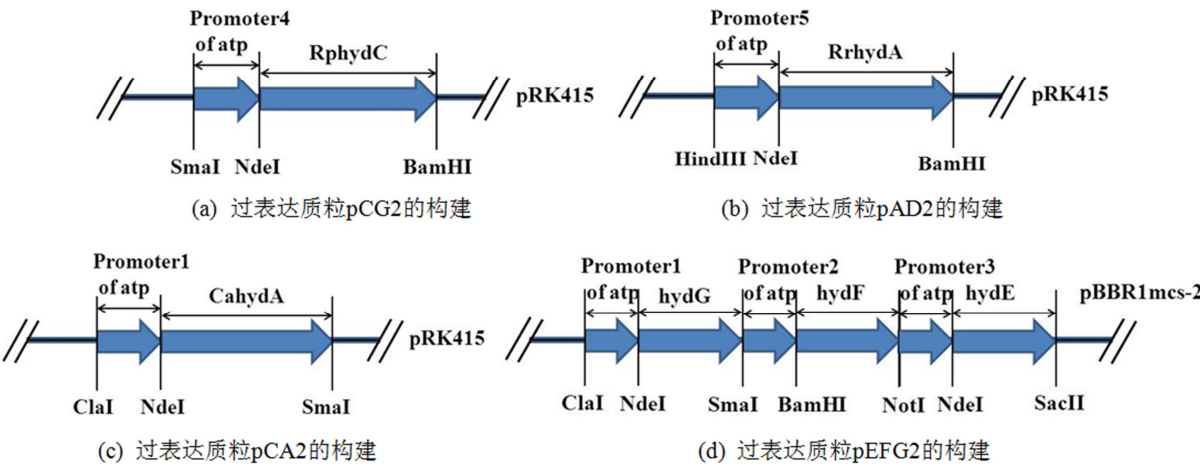 Promoter4
of atp
RphydC
pRK415
SmaI NdeI BamHI
(a) 过表达质粒pCG2的构建
Promoter5
of atp
RrhydA
pRK415
HindIII NdeI BamHI
(b) 过表达质粒pAD2的构建
Promoter1
of atp
CahydA
pRK415
ClaI NdeI SmaI
(c) 过表达质粒pCA2的构建
Promoter1 Promoter2 Promoter3
of atp hydG of atp hydF of atp hydE
pBBR1mcs-2
ClaI NdeI SmaI BamHI NotI NdeI SacII
(d) 过表达质粒pEFG2的构建